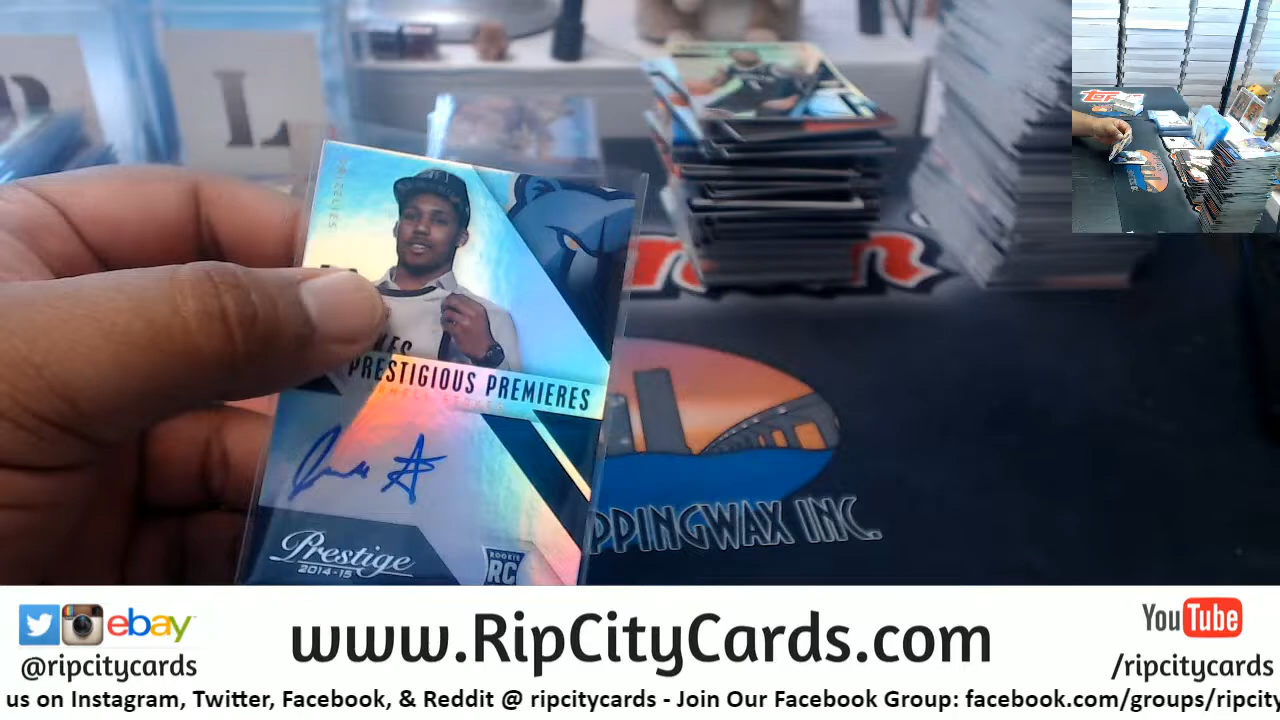 PRESTIGIOUS PREMIERES
Prestige
2014-15
ROOKIE
RC
PPINGWAX INC.
ebay
@ripcitycards
www.RipCityCards.com
YouTube
/ripcitycards
us on Instagram, Twitter, Facebook, & Reddit @ ripcitycards - Join Our Facebook Group: facebook.com/groups/ripcity